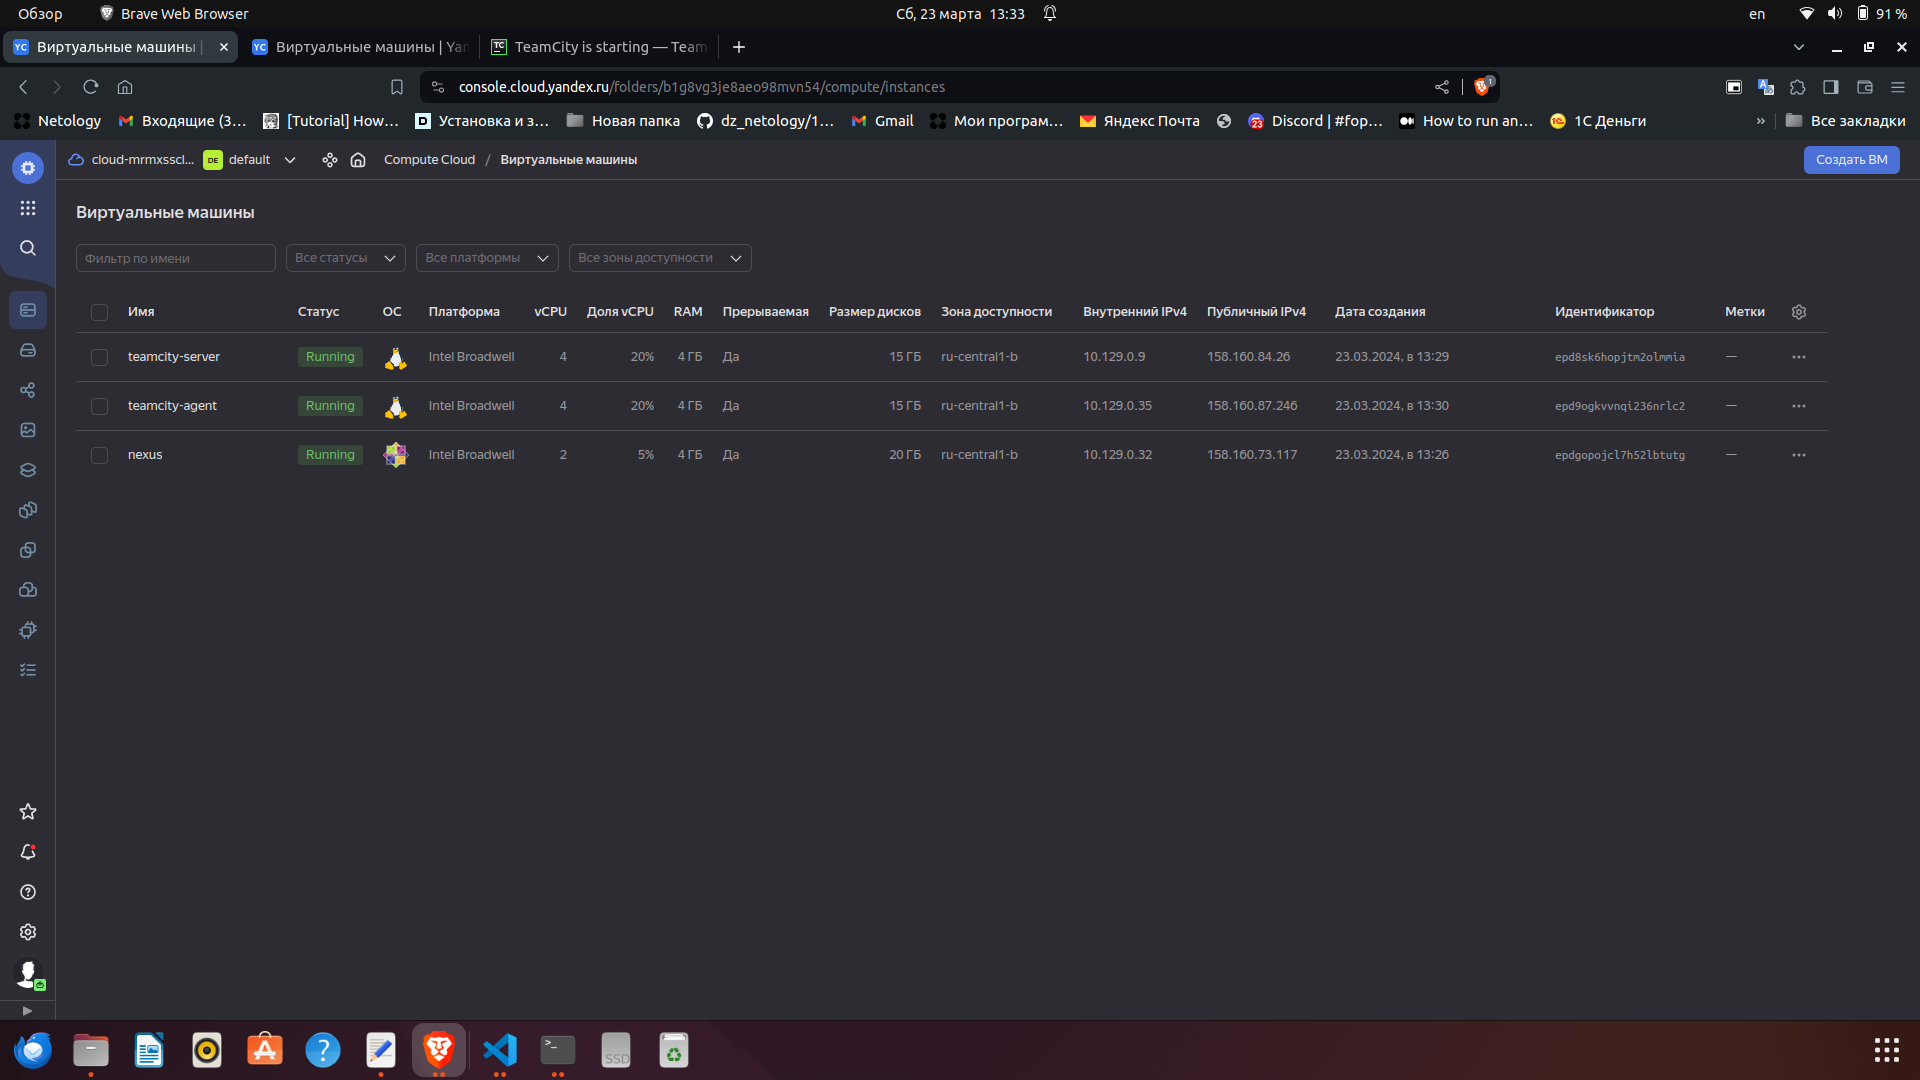 Обзор Brave Web Browser Сб, 23 марта 13:33 en 91 %
YC Виртуальные машины | YC Виртуальные машины | Yan TC TeamCity is starting — Team
console.cloud.yandex.ru/folders/b1g8vg3je8aeo98mvn54/compute/instances 1
Netology Входящие (3... [Tutorial] How... D Установка и з... Новая папка dz_netology/1... Gmail Мои програм... Яндекс Почта 23 Discord | #fop... How to run an... 1С Деньги » Все закладки
cloud-mrmxsscl... DE default Compute Cloud / Виртуальные машины Создать ВМ
Виртуальные машины
Фильтр по имени Все статусы Все платформы Все зоны доступности
Имя Статус ОС Платформа vCPU Доля vCPU RAM Прерываемая Размер дисков Зона доступности Внутренний IPv4 Публичный IPv4 Дата создания Идентификатор Метки
teamcity-server Running Intel Broadwell 4 20% 4 ГБ Да 15 ГБ ru-central1-b 10.129.0.9 158.160.84.26 23.03.2024, в 13:29 epd8sk6hopjtm2olmmia —
teamcity-agent Running Intel Broadwell 4 20% 4 ГБ Да 15 ГБ ru-central1-b 10.129.0.35 158.160.87.246 23.03.2024, в 13:30 epd9ogkvvnqi236nrlc2 —
nexus Running Intel Broadwell 2 5% 4 ГБ Да 20 ГБ ru-central1-b 10.129.0.32 158.160.73.117 23.03.2024, в 13:26 epdgopojcl7h52lbtutg —
SSD